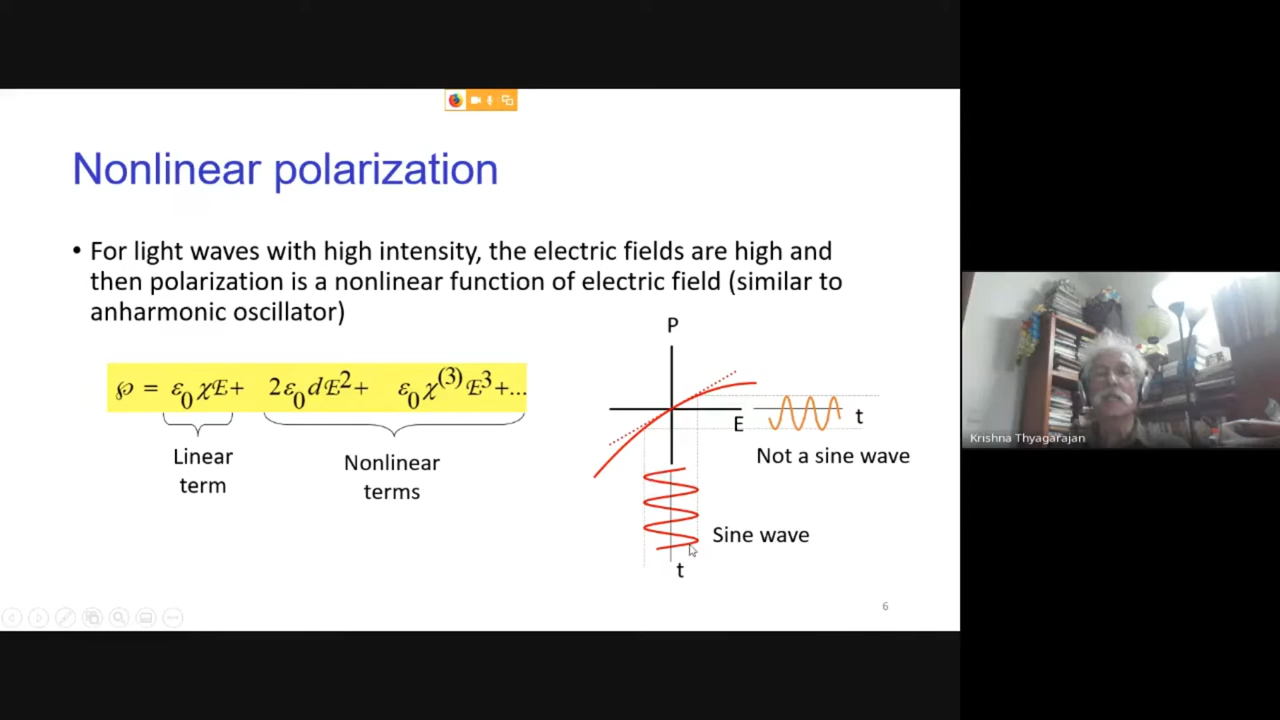 Nonlinear polarization
• For light waves with high intensity, the electric fields are high and
then polarization is a nonlinear function of electric field (similar to
anharmonic oscillator)
℘ = ε₀χE + 2ε₀dE² + ε₀χ⁽³⁾E³ +...
Linear
term
Nonlinear
terms
P
E
t
Not a sine wave
Sine wave
t
6
Krishna Thyagarajan